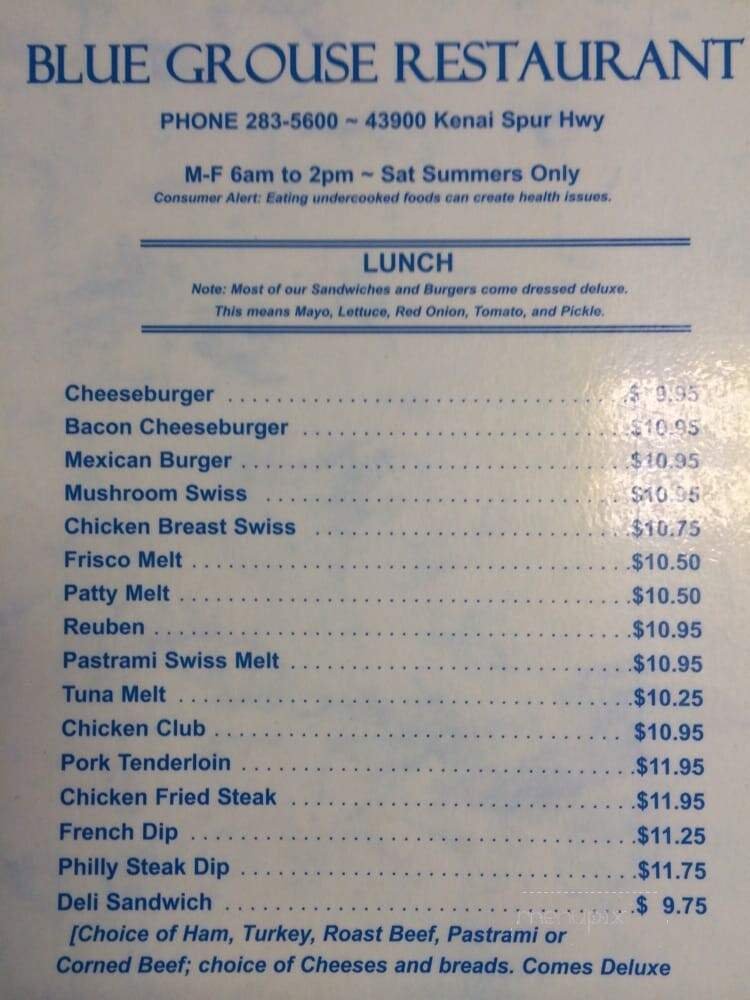 BLUE GROUSE RESTAURANT
PHONE 283-5600 ~ 43900 Kenai Spur Hwy
M-F 6am to 2pm ~ Sat Summers Only
Consumer Alert: Eating undercooked foods can create health issues.
LUNCH
Note: Most of our Sandwiches and Burgers come dressed deluxe.
This means Mayo, Lettuce, Red Onion, Tomato, and Pickle.
Cheeseburger $ 9.95
Bacon Cheeseburger $10.95
Mexican Burger $10.95
Mushroom Swiss $10.95
Chicken Breast Swiss $10.75
Frisco Melt $10.50
Patty Melt $10.50
Reuben $10.95
Pastrami Swiss Melt $10.95
Tuna Melt $10.25
Chicken Club $10.95
Pork Tenderloin $11.95
Chicken Fried Steak $11.95
French Dip $11.25
Philly Steak Dip $11.75
Deli Sandwich $ 9.75
[Choice of Ham, Turkey, Roast Beef, Pastrami or
Corned Beef; choice of Cheeses and breads. Comes Deluxe
menupix